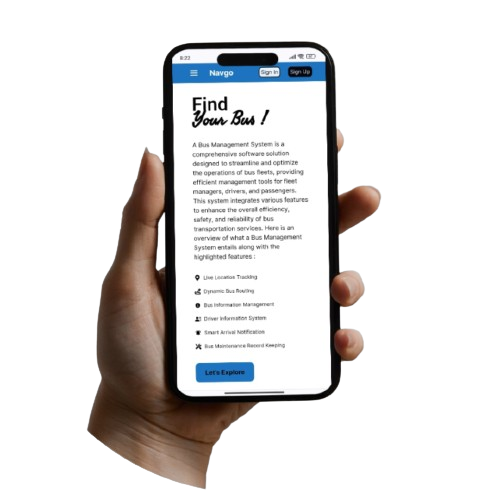 8:22
Navgo Sign In Sign Up
Find
Your Bus !
A Bus Management System is a
comprehensive software solution
designed to streamline and optimize
the operations of bus fleets, providing
efficient management tools for fleet
managers, drivers, and passengers.
This system integrates various features
to enhance the overall efficiency,
safety, and reliability of bus
transportation services. Here is an
overview of what a Bus Management
System entails along with the
highlighted features :
Live Location Tracking
Dynamic Bus Routing
Bus Information Management
Driver Information System
Smart Arrival Notification
Bus Maintenance Record Keeping
Let's Explore